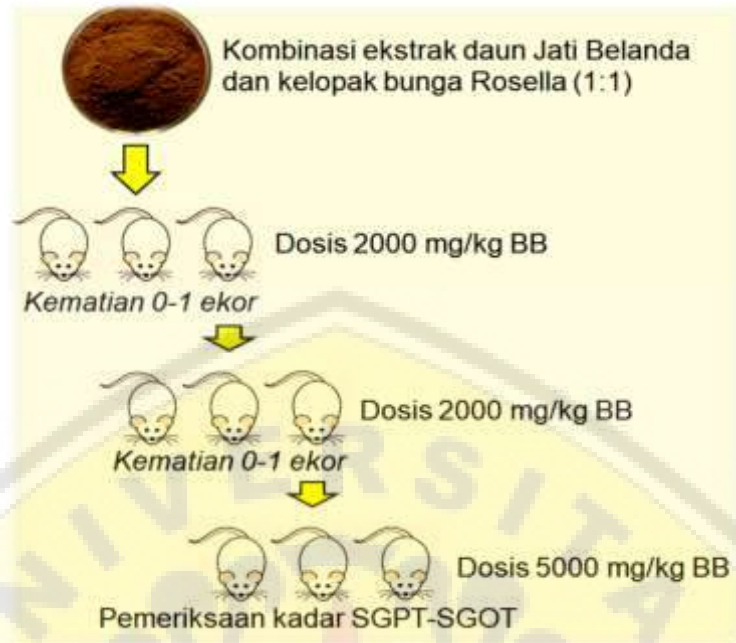 Kombinasi ekstrak daun Jati Belanda
dan kelopak bunga Rosella (1:1)
Dosis 2000 mg/kg BB
Kematian 0-1 ekor
Dosis 2000 mg/kg BB
Kematian 0-1 ekor
Dosis 5000 mg/kg BB
Pemeriksaan kadar SGPT-SGOT